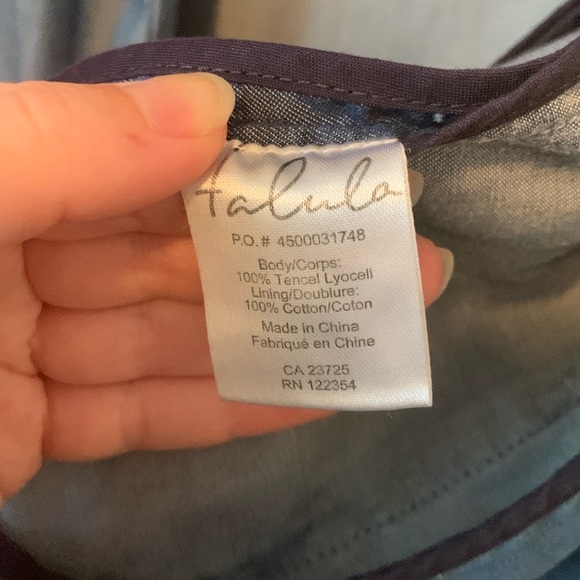 talula
P.O.# 4500031748
Body/Corps:
100% Tencel Lyocell
Lining/Doublure:
100% Cotton/Coton
Made in China
Fabriqué en Chine
CA 23725
RN 122354